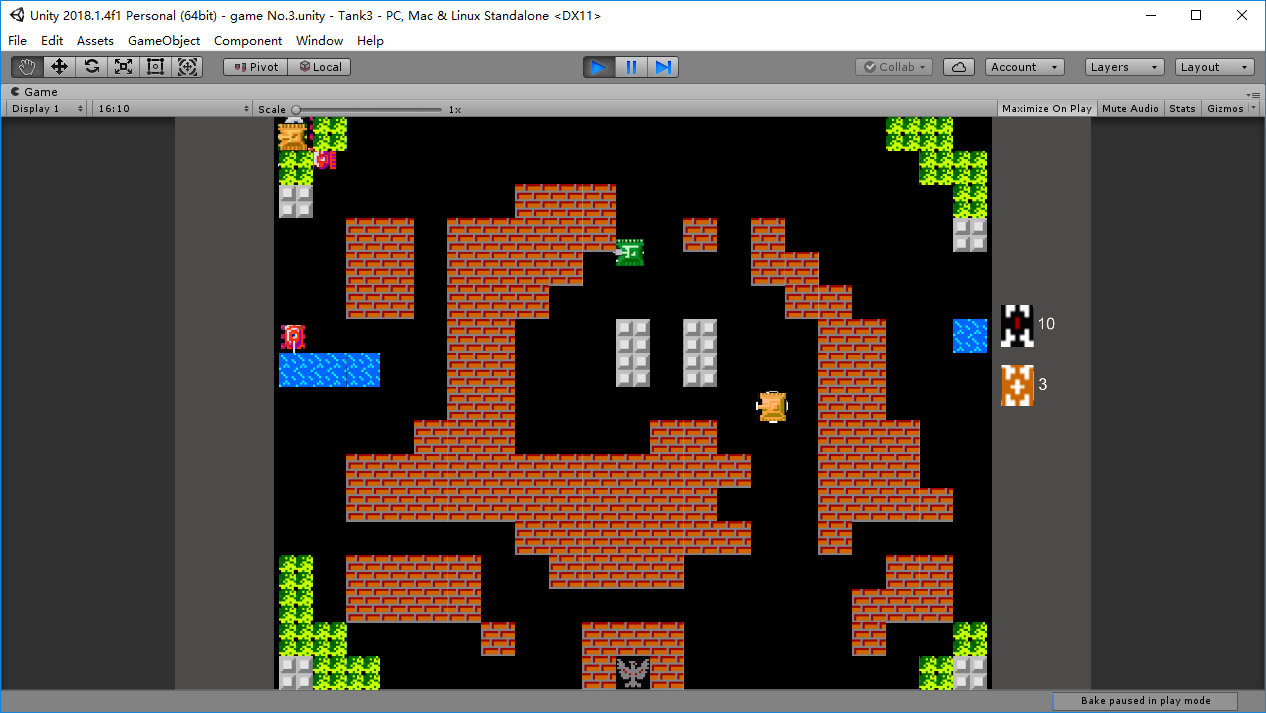 Unity 2018.1.4f1 Personal (64bit) - game No.3.unity - Tank3 - PC, Mac & Linux Standalone <DX11>
File Edit Assets GameObject Component Window Help
Pivot Local Collab Account Layers Layout
Game
Display 1 16:10 Scale 1x Maximize On Play Mute Audio Stats Gizmos
10
3
Bake paused in play mode